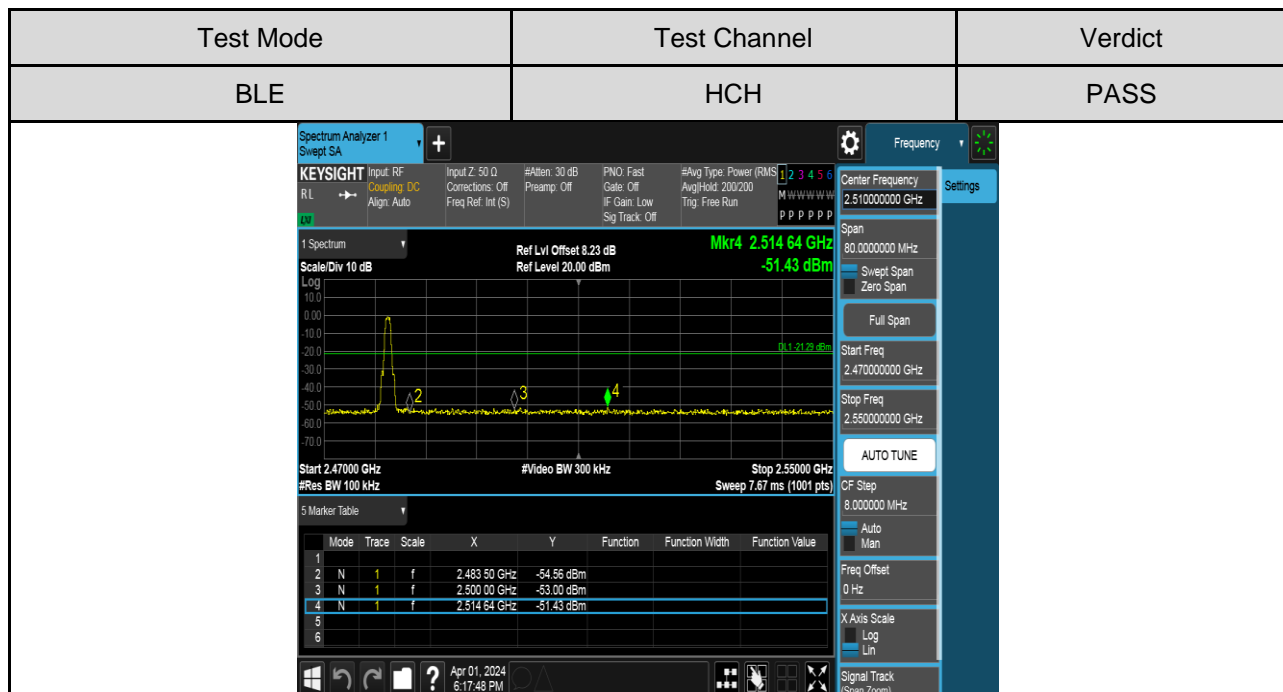 Test Mode Test Channel Verdict
BLE HCH PASS
Spectrum Analyzer 1
Swept SA
+
Frequency
KEYSIGHT Input: RF Input Z: 50 Ω #Atten: 30 dB PNO: Fast #Avg Type: Power (RMS 1 2 3 4 5 6
RL Coupling: DC Corrections: Off Preamp: Off Gate: Off Avg|Hold: 200/200 M W W W W W
Align: Auto Freq Ref: Int (S) IF Gain: Low Trig: Free Run
LXI Sig Track: Off P P P P P P
1 Spectrum
Ref Lvl Offset 8.23 dB Mkr4 2.514 64 GHz
Scale/Div 10 dB Ref Level 20.00 dBm -51.43 dBm
Log
10.0
0.00
-10.0
-20.0 DL1 -21.29 dBm
-30.0
-40.0
2 3 4
-50.0
-60.0
-70.0
Start 2.47000 GHz #Video BW 300 kHz Stop 2.55000 GHz
#Res BW 100 kHz Sweep 7.67 ms (1001 pts)
5 Marker Table
Mode Trace Scale X Y Function Function Width Function Value
1
2 N 1 f 2.483 50 GHz -54.56 dBm
3 N 1 f 2.500 00 GHz -53.00 dBm
4 N 1 f 2.514 64 GHz -51.43 dBm
5
6
? Apr 01, 2024
6:17:48 PM
Center Frequency
2.510000000 GHz
Settings
Span
80.0000000 MHz
Swept Span
Zero Span
Full Span
Start Freq
2.470000000 GHz
Stop Freq
2.550000000 GHz
AUTO TUNE
CF Step
8.000000 MHz
Auto
Man
Freq Offset
0 Hz
X Axis Scale
Log
Lin
Signal Track
(Span Zoom)